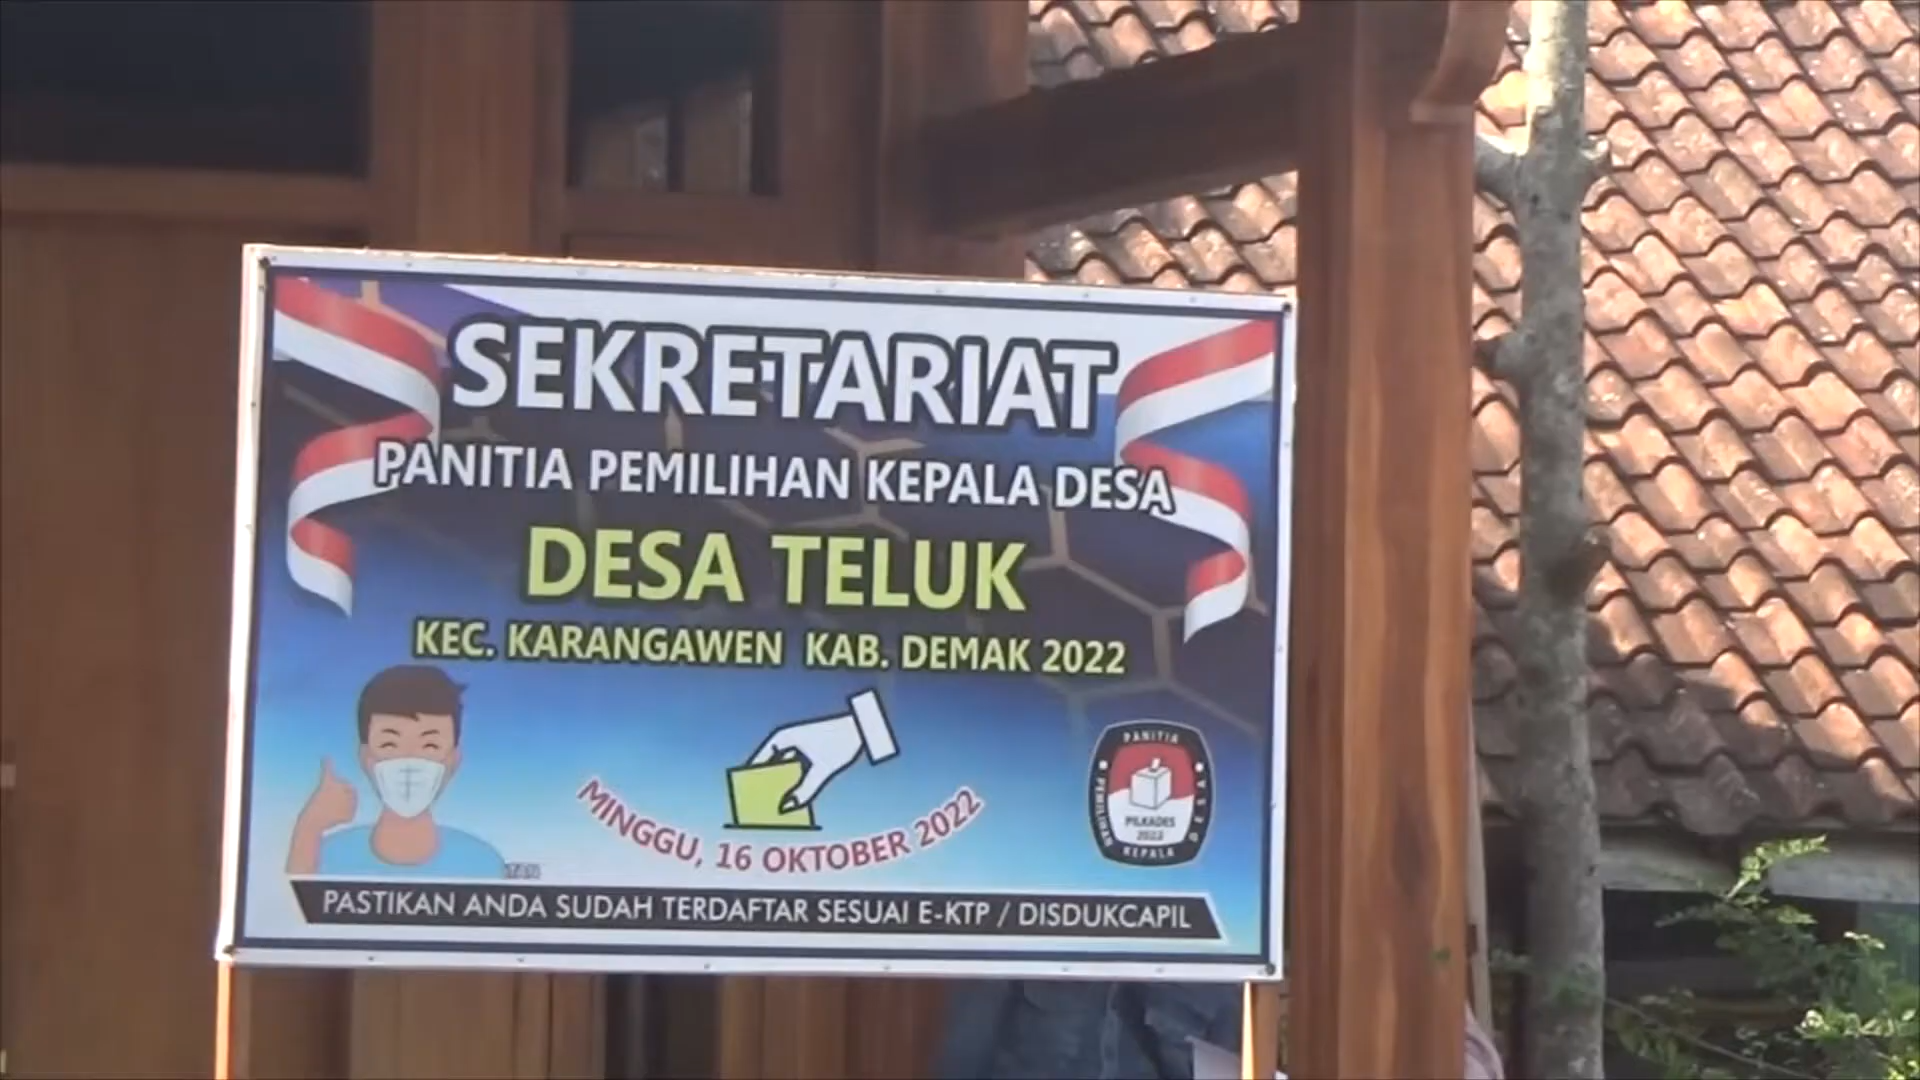 SEKRETARIAT
PANITIA PEMILIHAN KEPALA DESA
DESA TELUK
KEC. KARANGAWEN KAB. DEMAK 2022
MINGGU, 16 OKTOBER 2022
PANITIA
PEMILIHAN
PILKADES
2022
KEPALA
DESA
PASTIKAN ANDA SUDAH TERDAFTAR SESUAI E-KTP / DISDUKCAPIL